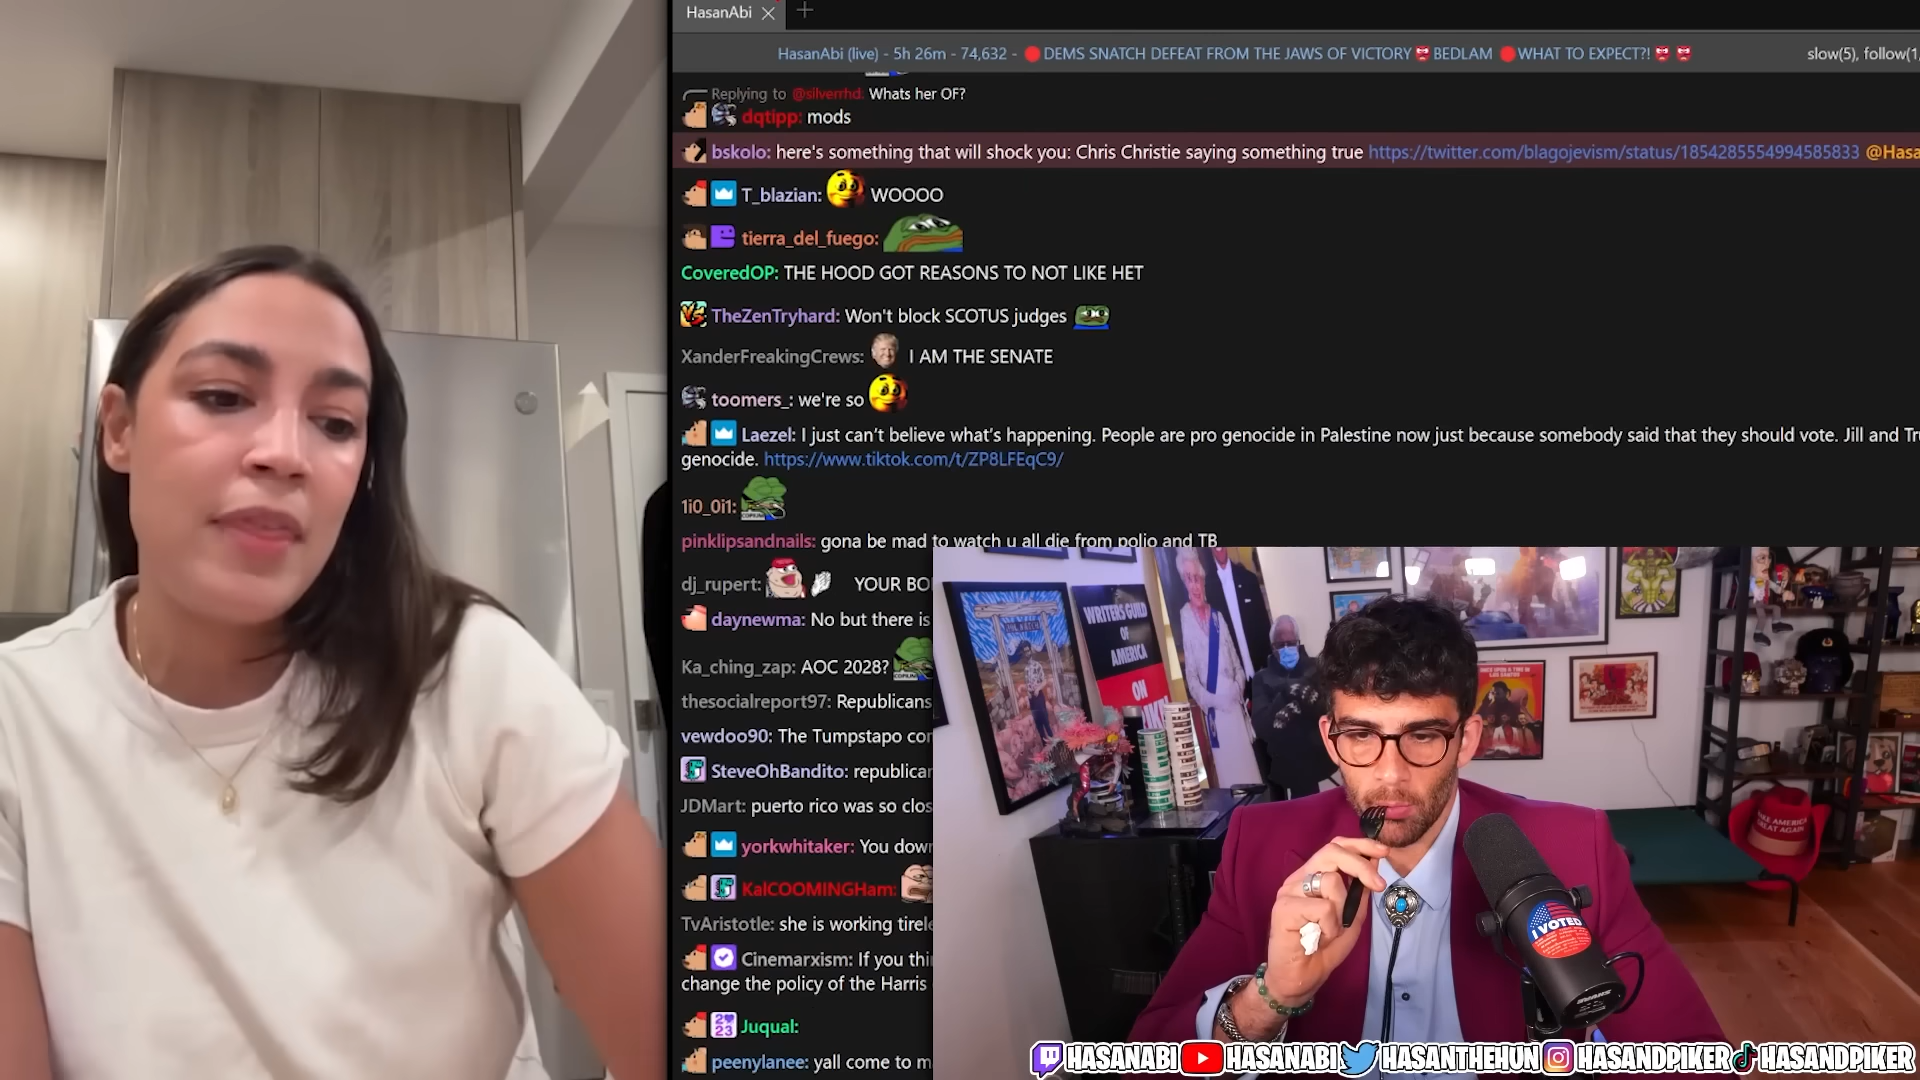 HasanAbi
HasanAbi (live) - 5h 26m - 74,632 - DEMS SNATCH DEFEAT FROM THE JAWS OF VICTORY BEDLAM WHAT TO EXPECT?!
slow(5), follow(1
Replying to @silverrhd: Whats her OF?
dqtipp: mods
bskolo: here's something that will shock you: Chris Christie saying something true https://twitter.com/blagojevism/status/1854285554994585833 @Hasa
T_blazian: WOOOO
tierra_del_fuego:
CoveredOP: THE HOOD GOT REASONS TO NOT LIKE HET
TheZenTryhard: Won't block SCOTUS judges
XanderFreakingCrews: I AM THE SENATE
toomers_: we're so
Laezel: I just can't believe what's happening. People are pro genocide in Palestine now just because somebody said that they should vote. Jill and Tru
genocide. https://www.tiktok.com/t/ZP8LFEqC9/
1i0_0i1:
pinklipsandnails: gona be mad to watch u all die from polio and TB
dj_rupert: YOUR BO
daynewma: No but there is
Ka_ching_zap: AOC 2028?
thesocialreport97: Republicans
vewdoo90: The Tumpstapo con
SteveOhBandito: republican
JDMart: puerto rico was so clos
yorkwhitaker: You down
KalCOOMINGHam:
TvAristotle: she is working tirele
Cinemarxism: If you thi
change the policy of the Harris
Juqual:
peenylanee: yall come to m
WRITERS GUILD
OF
AMERICA
ON
MAKE AMERICA
GREAT AGAIN
I VOTED
HASANABI HASANABI HASANTHEHUN HASANDPIKER HASANDPIKER